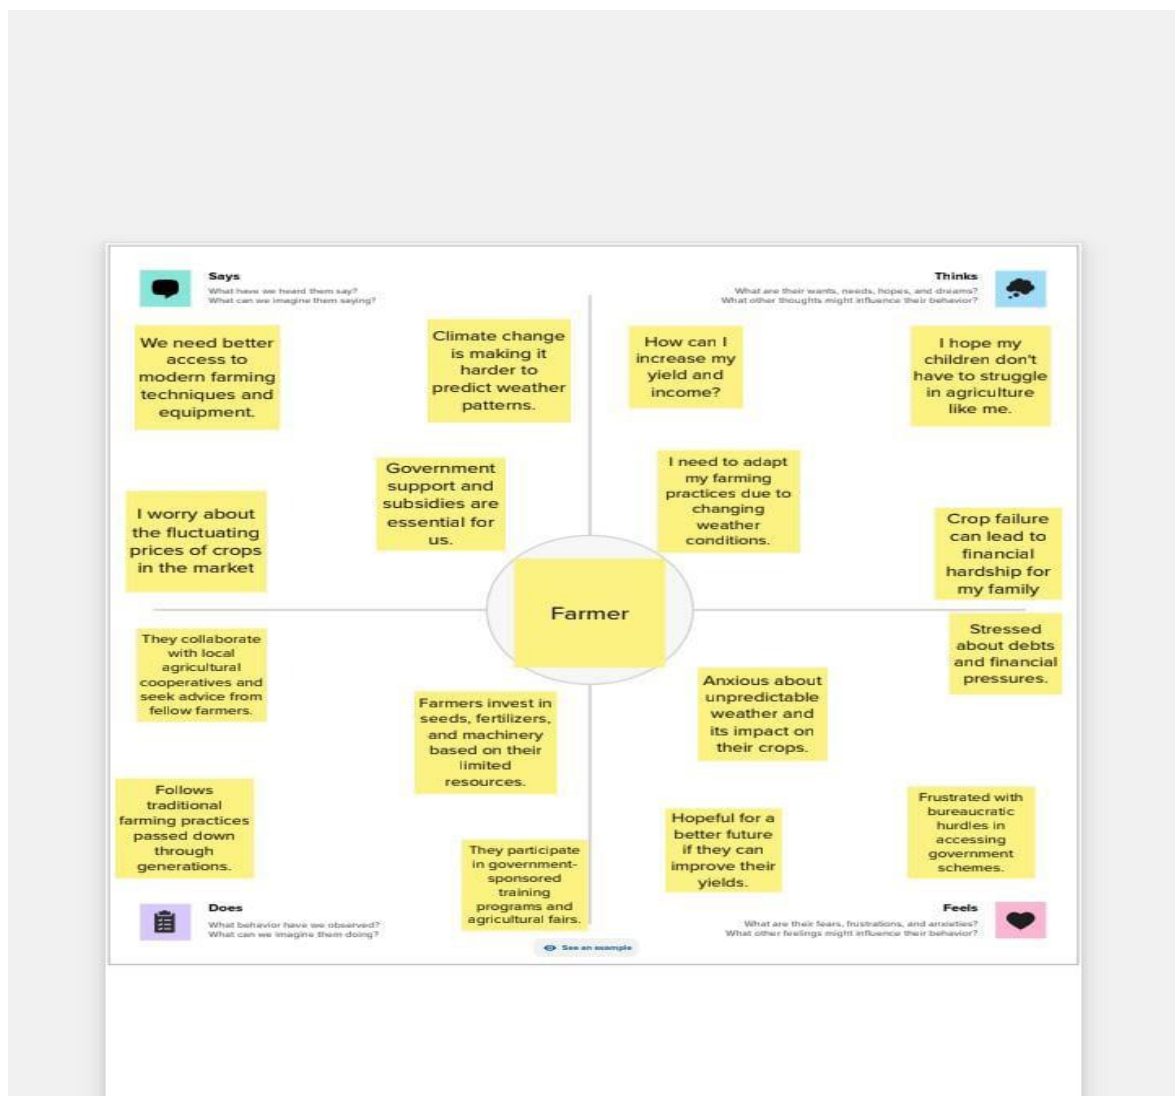 Says
What have we heard them say?
What can we imagine them saying?
We need better
access to
modern farming
techniques and
equipment.
Climate change
is making it
harder to
predict weather
patterns.
I worry about
the fluctuating
prices of crops
in the market
Government
support and
subsidies are
essential for
us.
Thinks
What are their wants, needs, hopes, and dreams?
What other thoughts might influence their behavior?
How can I
increase my
yield and
income?
I hope my
children don't
have to struggle
in agriculture
like me.
I need to adapt
my farming
practices due to
changing
weather
conditions.
Crop failure
can lead to
financial
hardship for
my family
Farmer
They collaborate
with local
agricultural
cooperatives and
seek advice from
fellow farmers.
Farmers invest in
seeds, fertilizers,
and machinery
based on their
limited
resources.
Follows
traditional
farming practices
passed down
through
generations.
They participate
in government-
sponsored
training
programs and
agricultural fairs.
Does
What behavior have we observed?
What can we imagine them doing?
Stressed
about debts
and financial
pressures.
Anxious about
unpredictable
weather and
its impact on
their crops.
Hopeful for a
better future
if they can
improve their
yields.
Frustrated with
bureaucratic
hurdles in
accessing
government
schemes.
Feels
What are their fears, frustrations, and anxieties?
What other feelings might influence their behavior?
See an example